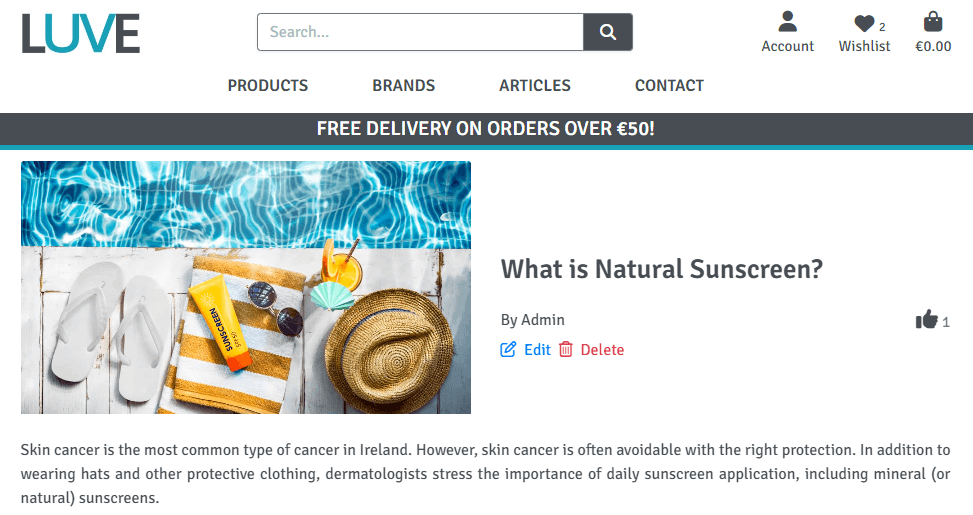 LUVE
Search...
2
Account
Wishlist
€0.00
PRODUCTS BRANDS ARTICLES CONTACT
FREE DELIVERY ON ORDERS OVER €50!
SUNSCREEN
What is Natural Sunscreen?
By Admin
1
Edit Delete
Skin cancer is the most common type of cancer in Ireland. However, skin cancer is often avoidable with the right protection. In addition to
wearing hats and other protective clothing, dermatologists stress the importance of daily sunscreen application, including mineral (or
natural) sunscreens.